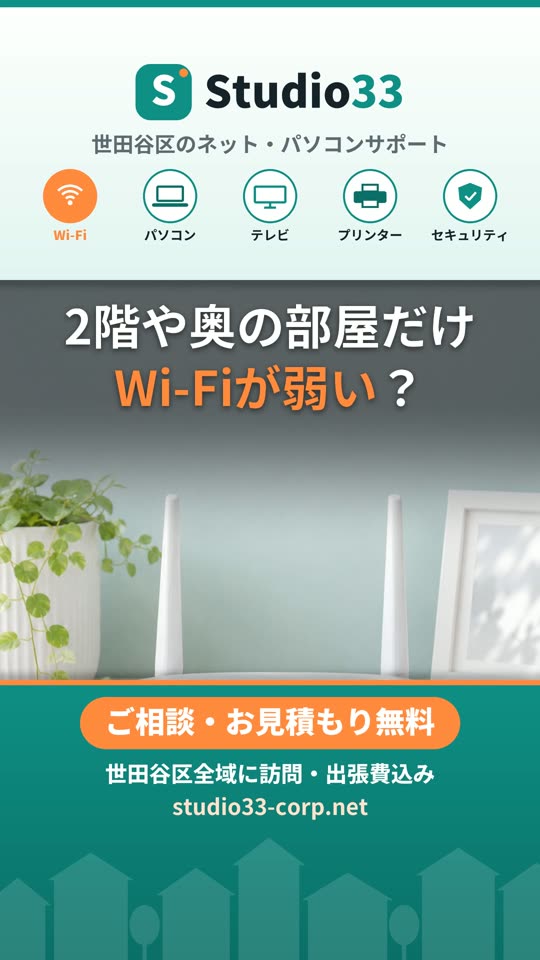 S Studio33
世田谷区のネット・パソコンサポート
Wi-Fi パソコン テレビ プリンター セキュリティ
2階や奥の部屋だけ
Wi-Fiが弱い？
ご相談・お見積もり無料
世田谷区全域に訪問・出張費込み
studio33-corp.net